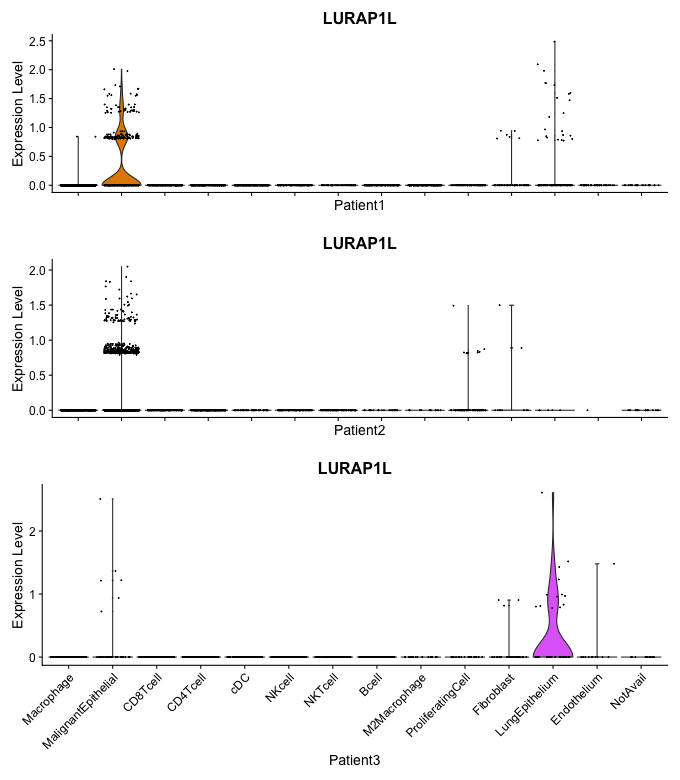 LURAP1L
Expression Level
2.5
2.0
1.5
1.0
0.5
0.0
Patient1
LURAP1L
Expression Level
2.0
1.5
1.0
0.5
0.0
Patient2
LURAP1L
Expression Level
2
1
0
Macrophage
MalignantEpithelial
CD8Tcell
CD4Tcell
cDC
NKcell
NKTcell
Bcell
M2Macrophage
ProliferatingCell
Fibroblast
LungEpithelium
Endothelium
NotAvail
Patient3